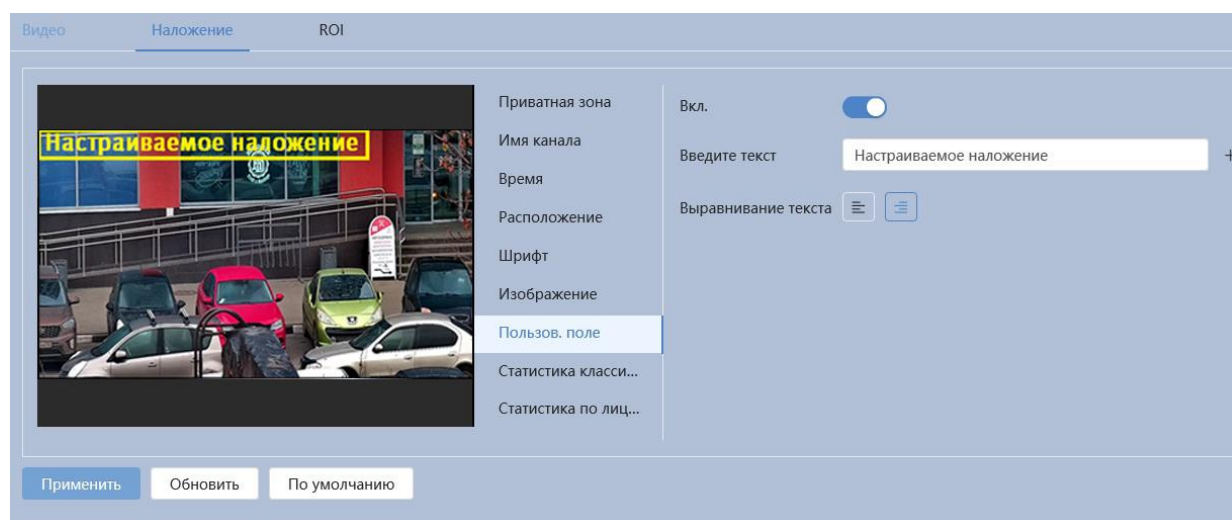 Видео
Наложение
ROI
Настраиваемое наложение
Приватная зона
Имя канала
Время
Расположение
Шрифт
Изображение
Пользов. поле
Статистика класси...
Статистика по лиц...
Вкл.
Введите текст
Настраиваемое наложение
+
Выравнивание текста
Применить
Обновить
По умолчанию